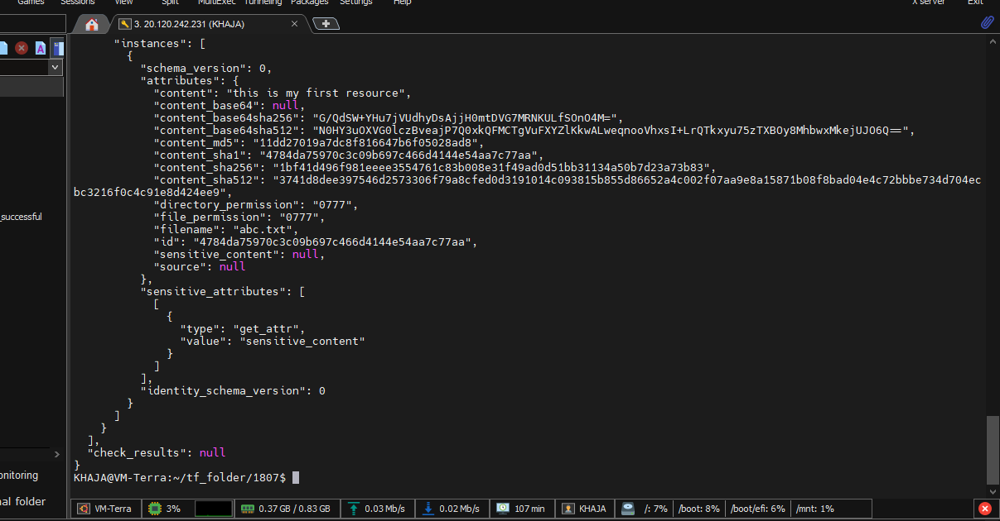 Games Sessions View Split MultiExec Tunneling Packages Settings Help X server Exit
3. 20.120.242.231 (KHAJA)
"instances": [
{
"schema_version": 0,
"attributes": {
"content": "this is my first resource",
"content_base64": null,
"content_base64sha256": "G/QdSW+YHu7jVUdhyDsAjjH0mtDVG7MRNKULfSOnO4M=",
"content_base64sha512": "N0HY3uOXVG0lczBveajP7Q0xkQFMCTgVuFXYZlKkwALweqnooVhxsI+LrQTkxyu75zTXBOy8MhbwxMkejUJO6Q==",
"content_md5": "11dd27019a7dc8f816647b6f05028ad8",
"content_sha1": "4784da75970c3c09b697c466d4144e54aa7c77aa",
"content_sha256": "1bf41d496f981eeee3554761c83b008e31f49ad0d51bb31134a50b7d23a73b83",
"content_sha512": "3741d8dee397546d2573306f79a8cfed0d3191014c093815b855d86652a4c002f07aa9e8a15871b08f8bad04e4c72bbbe734d704ec
bc3216f0c4c91e8d424ee9",
"directory_permission": "0777",
"file_permission": "0777",
"filename": "abc.txt",
"id": "4784da75970c3c09b697c466d4144e54aa7c77aa",
"sensitive_content": null,
"source": null
},
"sensitive_attributes": [
[
{
"type": "get_attr",
"value": "sensitive_content"
}
]
],
"identity_schema_version": 0
}
]
}
],
"check_results": null
}
KHAJA@VM-Terra:~/tf_folder/1807$
_successful
onitoring
al folder
VM-Terra 3% 0.37 GB / 0.83 GB 0.03 Mb/s 0.02 Mb/s 107 min KHAJA /: 7% /boot: 8% /boot/efi: 6% /mnt: 1%